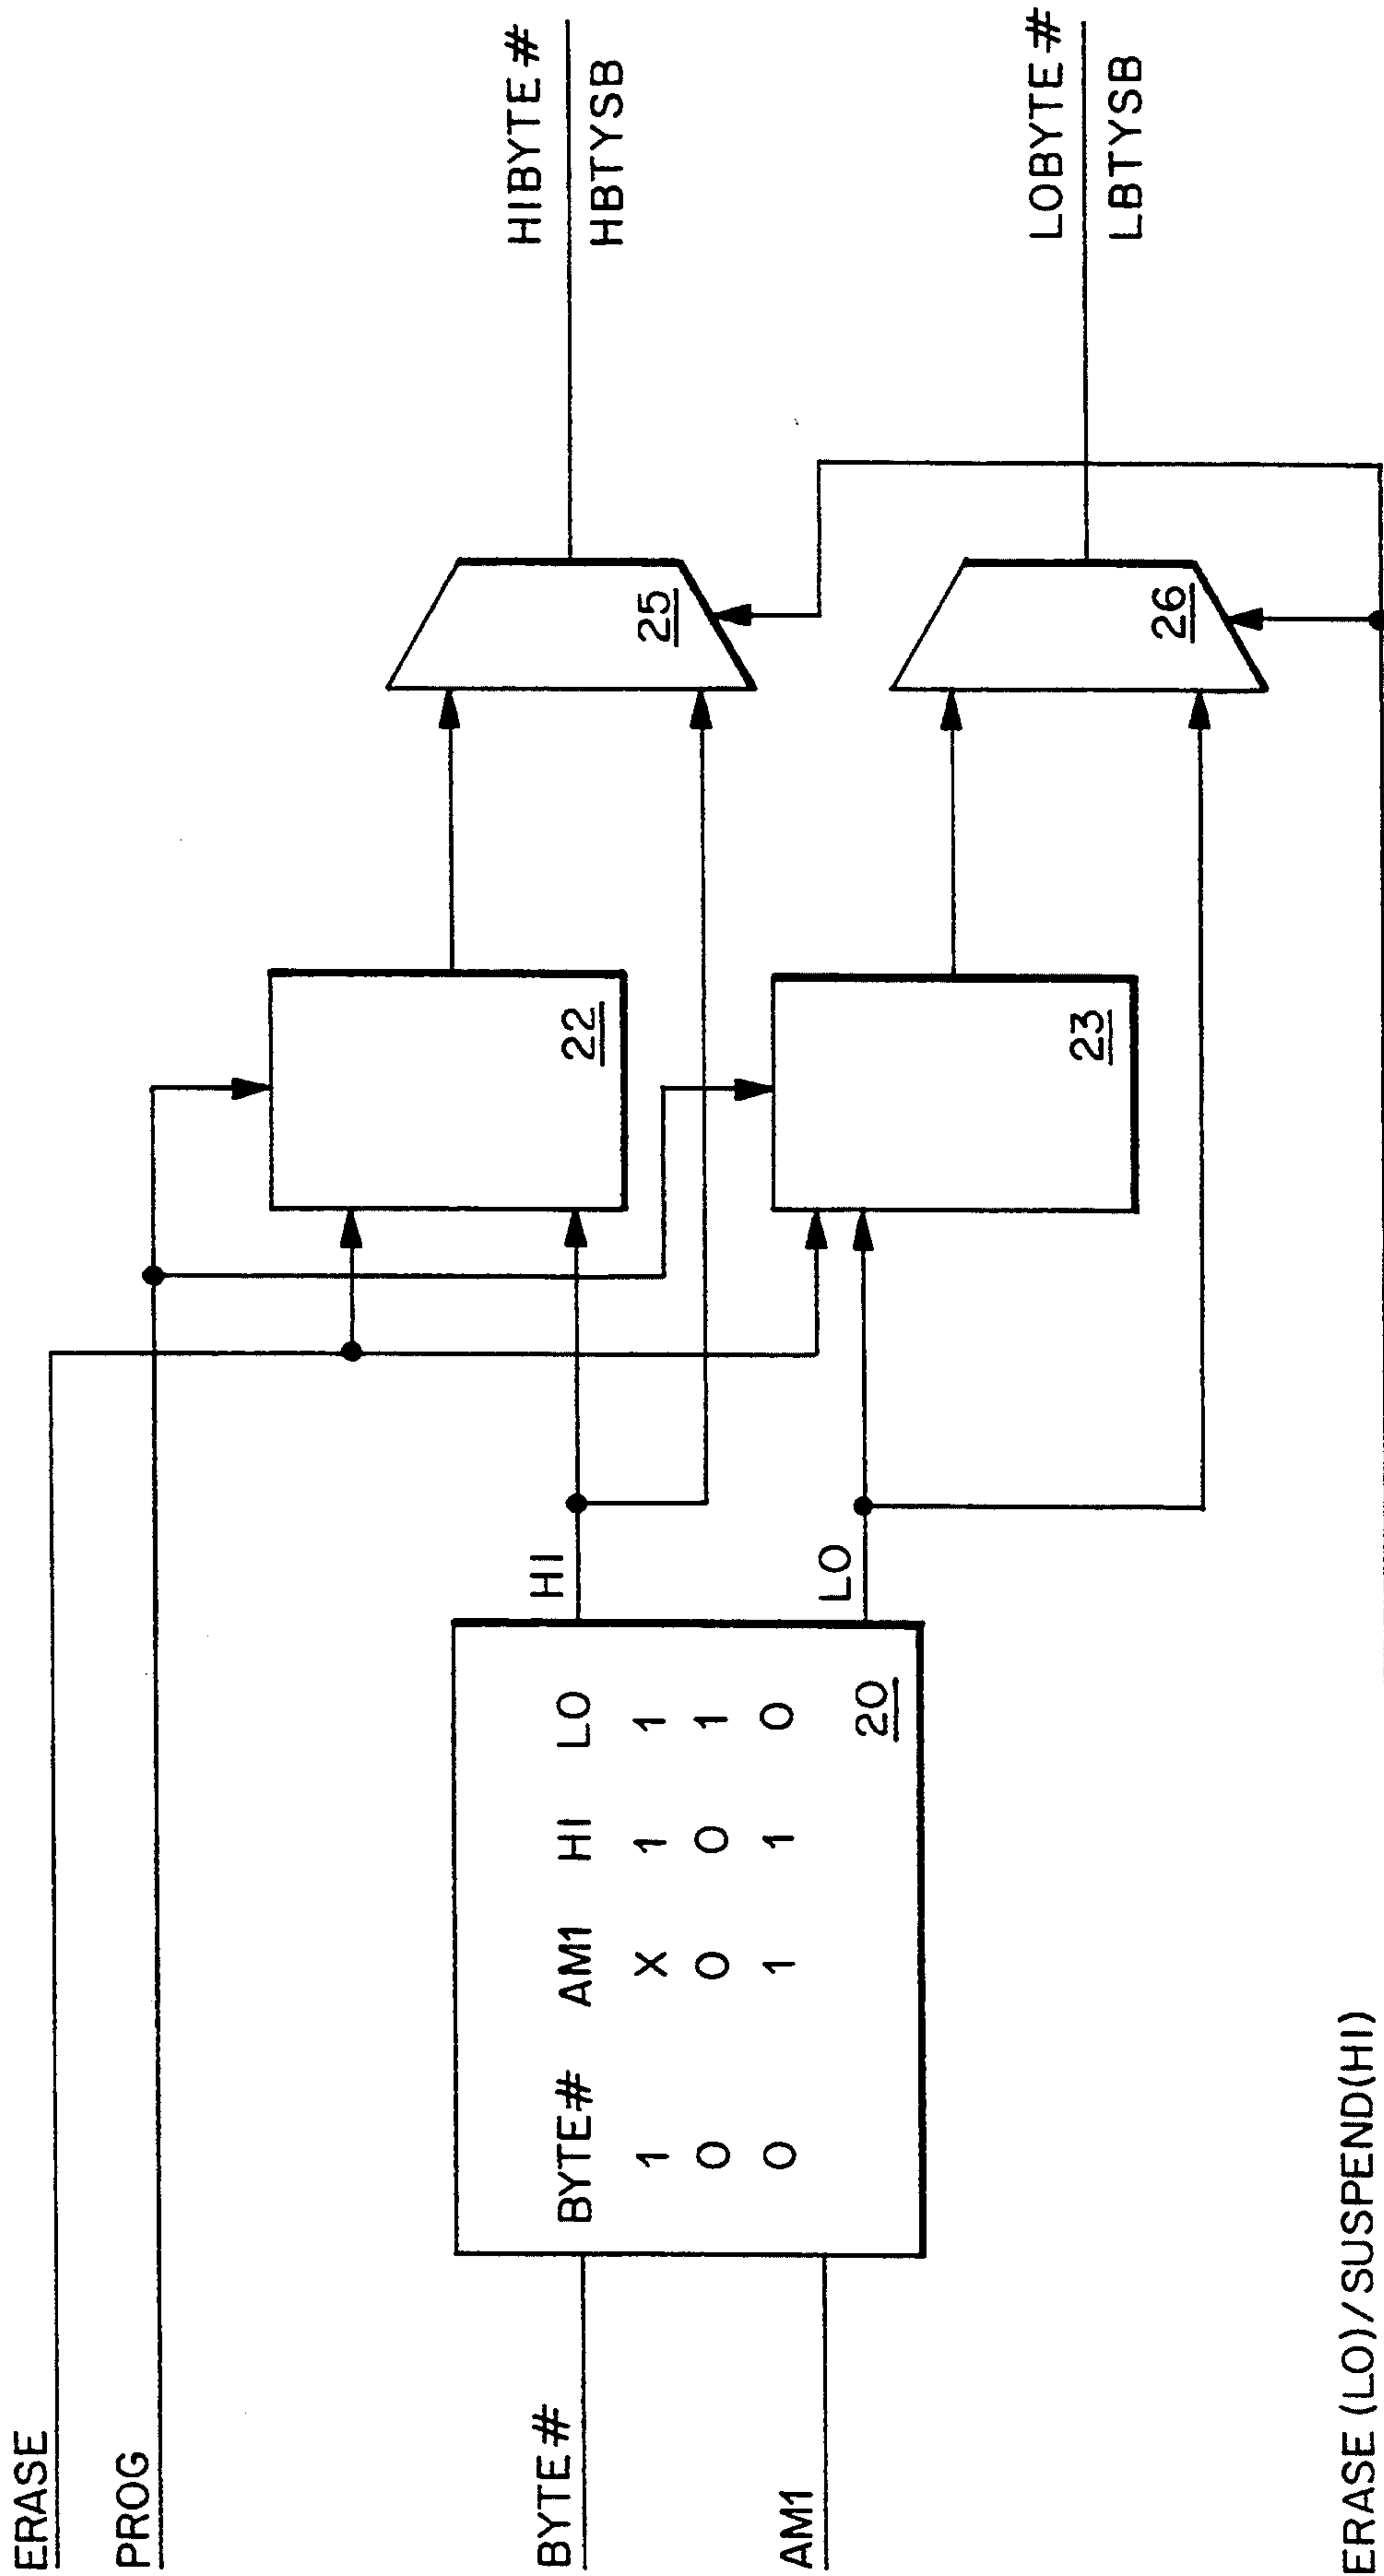 ERASE
PROG
BYTE#
AM1
BYTE# AM1 HI LO
1 X 1 1
0 0 0 1
0 1 1 0
20
HI
LO
22
23
25
26
HIBYTE#
HBTYSB
LOBYTE#
LBTYSB
ERASE (LO)/SUSPEND(HI)